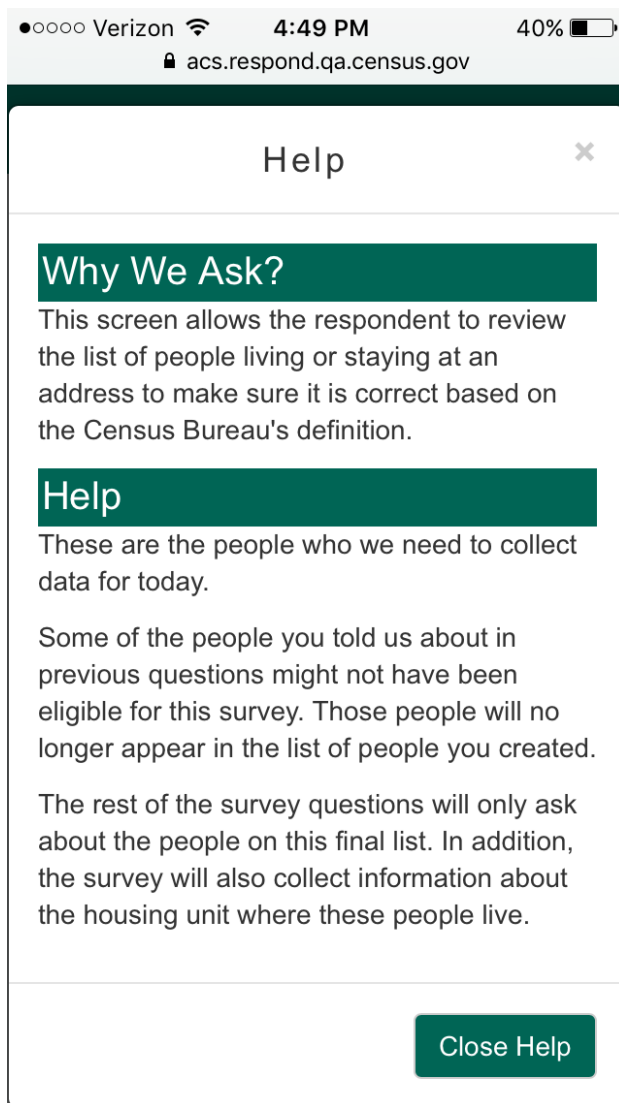 ●○○○○ Verizon 4:49 PM 40%
acs.respond.qa.census.gov
Help ×
Why We Ask?
This screen allows the respondent to review
the list of people living or staying at an
address to make sure it is correct based on
the Census Bureau's definition.
Help
These are the people who we need to collect
data for today.
Some of the people you told us about in
previous questions might not have been
eligible for this survey. Those people will no
longer appear in the list of people you created.
The rest of the survey questions will only ask
about the people on this final list. In addition,
the survey will also collect information about
the housing unit where these people live.
Close Help